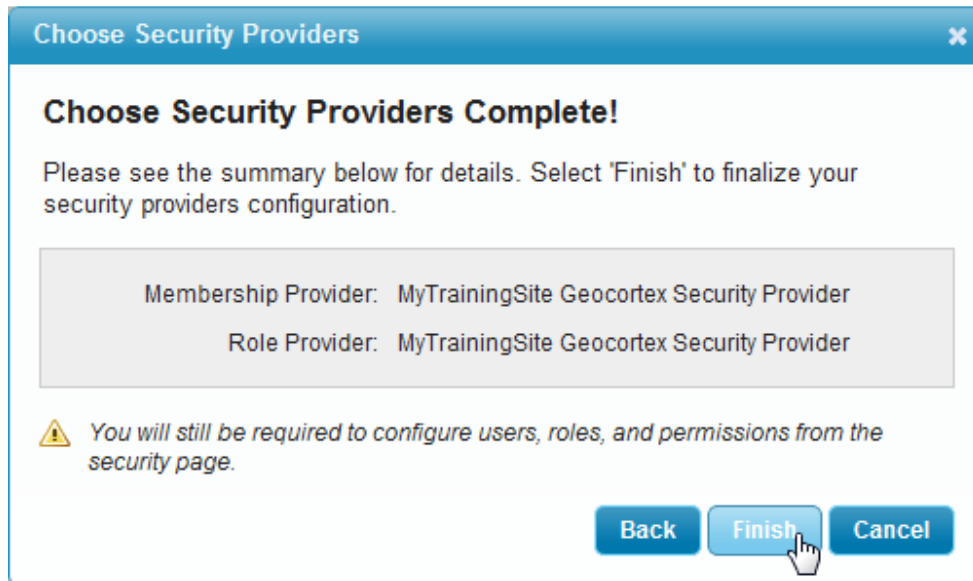 Choose Security Providers
Choose Security Providers Complete!
Please see the summary below for details. Select 'Finish' to finalize your
security providers configuration.
Membership Provider: MyTrainingSite Geocortex Security Provider
Role Provider: MyTrainingSite Geocortex Security Provider
You will still be required to configure users, roles, and permissions from the
security page.
Back Finish Cancel